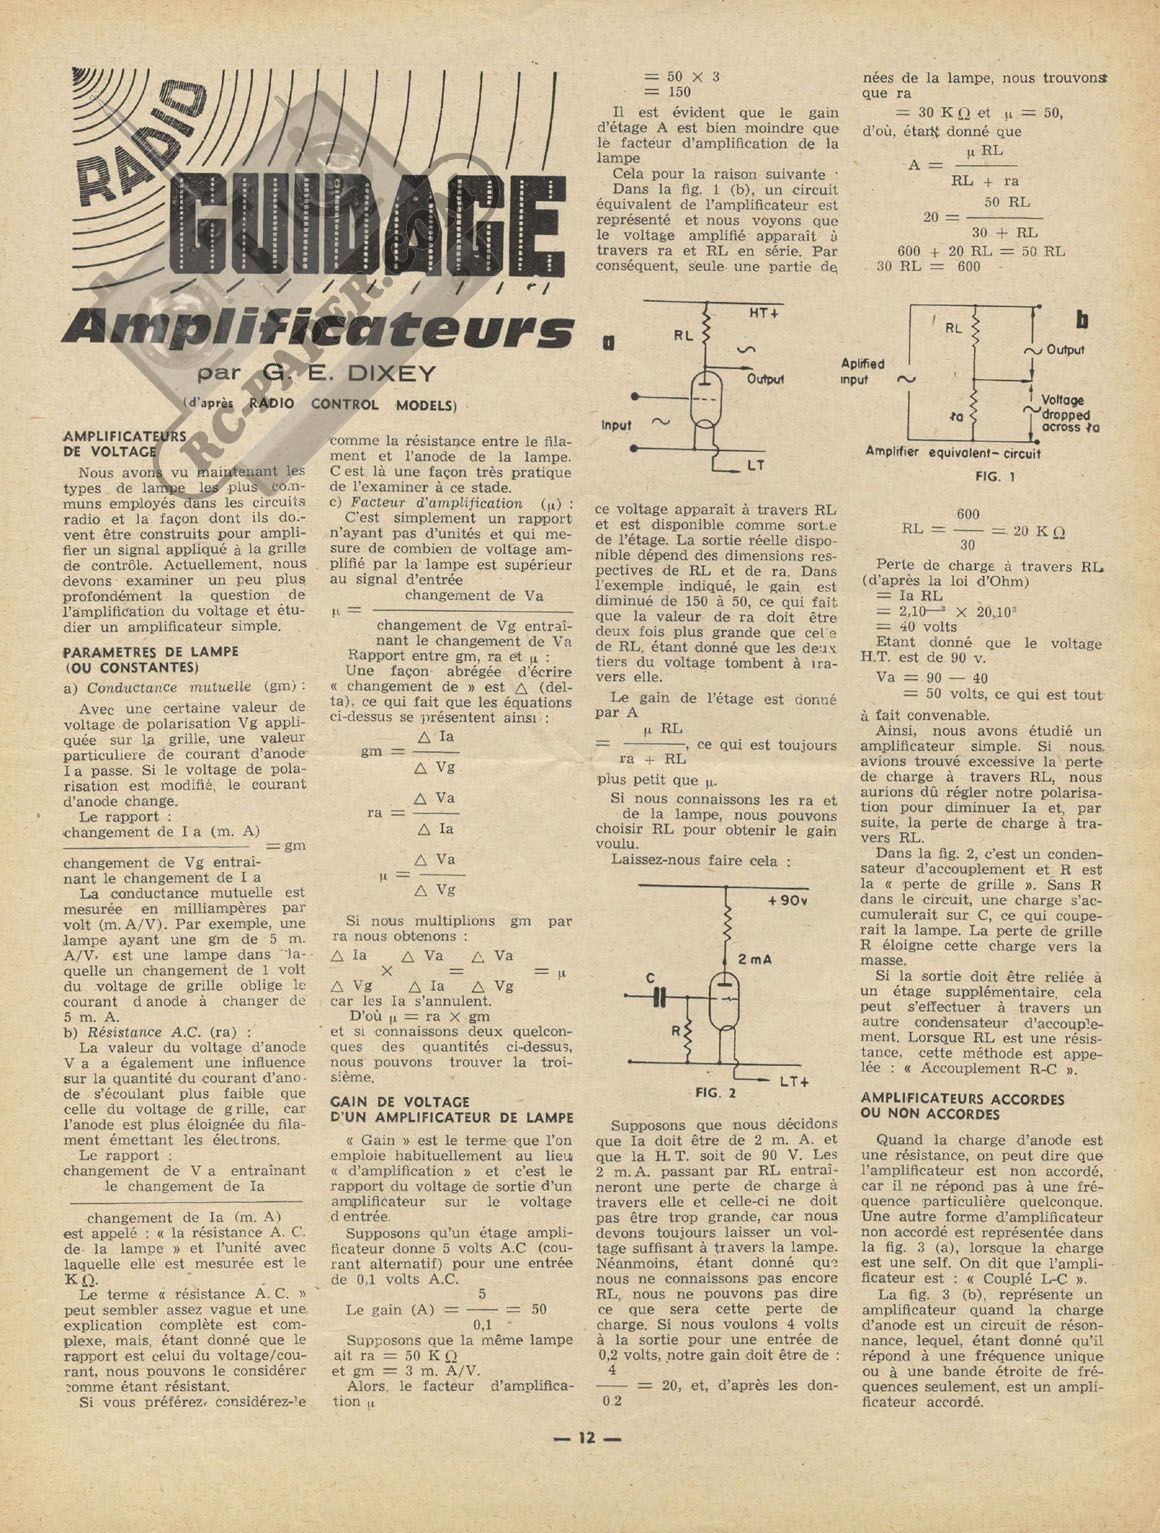 RADIO
GUIDAGE
Amplificateurs
par G. E. DIXEY
(d'après RADIO CONTROL MODELS)
RC-PAPER.
AMPLIFICATEURS
DE VOLTAGE
Nous avons vu maintenant les
types de lampe les plus com-
muns employés dans les circuits
radio et la façon dont ils do:-
vent être construits pour ampli-
fier un signal appliqué à la grille
de contrôle. Actuellement, nous
devons examiner un peu plus
profondément la question de
l'amplification du voltage et étu-
dier un amplificateur simple.
PARAMETRES DE LAMPE
(OU CONSTANTES)
a) Conductance mutuelle (gm) :
Avec une certaine valeur de
voltage de polarisation Vg appli-
quée sur la grille, une valeur
particulière de courant d'anode
I a passe. Si le voltage de pola-
risation est modifié, le courant
d'anode change.
Le rapport :
changement de I a (m. A)
= gm
changement de Vg entraî-
nant le changement de I a
La conductance mutuelle est
mesurée en milliampères par
volt (m. A/V). Par exemple, une
lampe ayant une gm de 5 m.
A/V. est une lampe dans la-
quelle un changement de 1 volt
du voltage de grille oblige le
courant d anode à changer de
5 m. A.
b) Résistance A.C. (ra) :
La valeur du voltage d'anode
V a a également une influence
sur la quantité du courant d'ano-
de s'écoulant plus faible que
celle du voltage de grille, car
l'anode est plus éloignée du fila-
ment émettant les électrons.
Le rapport :
changement de V a entraînant
le changement de Ia
changement de Ia (m. A)
est appelé : « la résistance A. C.
de la lampe » et l'unité avec
laquelle elle est mesurée est le
K Ω.
Le terme « résistance A. C. »
peut sembler assez vague et une
explication complète est com-
plexe, mais, étant donné que le
rapport est celui du voltage/cou-
rant, nous pouvons le considérer
comme étant résistant.
Si vous préférez, considérez-le
comme la résistance entre le fila-
ment et l'anode de la lampe.
C est là une façon très pratique
de l'examiner à ce stade.
c) Facteur d'amplification (μ) :
C'est simplement un rapport
n'ayant pas d'unités et qui me-
sure de combien de voltage am-
plifié par la lampe est supérieur
au signal d'entrée
changement de Va
μ =
changement de Vg entraî-
nant le changement de Va
Rapport entre gm, ra et μ :
Une façon abrégée d'écrire
« changement de » est △ (del-
ta), ce qui fait que les équations
ci-dessus se présentent ainsi :
△ Ia
gm =
△ Vg
△ Va
ra =
△ Ia
△ Va
μ =
△ Vg
Si nous multiplions gm par
ra nous obtenons :
△ Ia △ Va △ Va
× = = μ
△ Vg △ Ia △ Vg
car les Ia s'annulent.
D'où μ = ra × gm
et si connaissons deux quelcon-
ques des quantités ci-dessus,
nous pouvons trouver la troi-
sième.
GAIN DE VOLTAGE
D'UN AMPLIFICATEUR DE LAMPE
« Gain » est le terme que l'on
emploie habituellement au lieu
« d'amplification » et c'est le
rapport du voltage de sortie d'un
amplificateur sur le voltage
d entrée.
Supposons qu'un étage ampli-
ficateur donne 5 volts A.C (cou-
rant alternatif) pour une entrée
de 0,1 volts A.C.
5
Le gain (A) = = 50
0,1
Supposons que la même lampe
ait ra = 50 K Ω
et gm = 3 m. A/V.
Alors, le facteur d'amplifica-
tion μ
= 50 × 3
= 150
Il est évident que le gain
d'étage A est bien moindre que
le facteur d'amplification de la
lampe
Cela pour la raison suivante :
Dans la fig. 1 (b), un circuit
équivalent de l'amplificateur est
représenté et nous voyons que
le voltage amplifié apparaît à
travers ra et RL en série. Par
conséquent, seule une partie de
a
HT+
RL
Output
Input
LT
ce voltage apparaît à travers RL
et est disponible comme sortie
de l'étage. La sortie réelle dispo-
nible dépend des dimensions res-
pectives de RL et de ra. Dans
l'exemple indiqué, le gain est
diminué de 150 à 50, ce qui fait
que la valeur de ra doit être
deux fois plus grande que celle
de RL, étant donné que les deux
tiers du voltage tombent à tra-
vers elle.
Le gain de l'étage est donné
par A
μ RL
= , ce qui est toujours
ra + RL
plus petit que μ.
Si nous connaissons les ra et
de la lampe, nous pouvons
choisir RL pour obtenir le gain
voulu.
Laissez-nous faire cela :
+ 90v
2 mA
C
R
LT+
FIG. 2
Supposons que nous décidons
que Ia doit être de 2 m. A. et
que la H. T. soit de 90 V. Les
2 m. A. passant par RL entraî-
neront une perte de charge à
travers elle et celle-ci ne doit
pas être trop grande, car nous
devons toujours laisser un vol-
tage suffisant à travers la lampe.
Néanmoins, étant donné que
nous ne connaissons pas encore
RL, nous ne pouvons pas dire
ce que sera cette perte de
charge. Si nous voulons 4 volts
à la sortie pour une entrée de
0,2 volts, notre gain doit être de :
4
= 20, et, d'après les don-
0 2
nées de la lampe, nous trouvons
que ra
= 30 K Ω et μ = 50,
d'où, étant donné que
μ RL
A =
RL + ra
50 RL
20 =
30 + RL
600 + 20 RL = 50 RL
30 RL = 600
b
RL
Output
Aplified
input
ra
Voltage
dropped
across ra
Amplifier equivalent- circuit
FIG. 1
600
RL = = 20 K Ω
30
Perte de charge à travers RL
(d'après la loi d'Ohm)
= Ia RL
= 2,10—³ × 20,10³
= 40 volts
Etant donné que le voltage
H.T. est de 90 v.
Va = 90 — 40
= 50 volts, ce qui est tout
à fait convenable.
Ainsi, nous avons étudié un
amplificateur simple. Si nous
avions trouvé excessive la perte
de charge à travers RL, nous
aurions dû régler notre polarisa-
tion pour diminuer Ia et, par
suite, la perte de charge à tra-
vers RL.
Dans la fig. 2, c'est un conden-
sateur d'accouplement et R est
la « perte de grille ». Sans R
dans le circuit, une charge s'ac-
cumulerait sur C, ce qui coupe-
rait la lampe. La perte de grille
R éloigne cette charge vers la
masse.
Si la sortie doit être reliée à
un étage supplémentaire, cela
peut s'effectuer à travers un
autre condensateur d'accouple-
ment. Lorsque RL est une résis-
tance, cette méthode est appe-
lée : « Accouplement R-C ».
AMPLIFICATEURS ACCORDES
OU NON ACCORDES
Quand la charge d'anode est
une résistance, on peut dire que
l'amplificateur est non accordé,
car il ne répond pas à une fré-
quence particulière quelconque.
Une autre forme d'amplificateur
non accordé est représentée dans
la fig. 3 (a), lorsque la charge
est une self. On dit que l'ampli-
ficateur est : « Couplé L-C ».
La fig. 3 (b), représente un
amplificateur quand la charge
d'anode est un circuit de réson-
nance, lequel, étant donné qu'il
répond à une fréquence unique
ou à une bande étroite de fré-
quences seulement, est un ampli-
ficateur accordé.
— 12 —